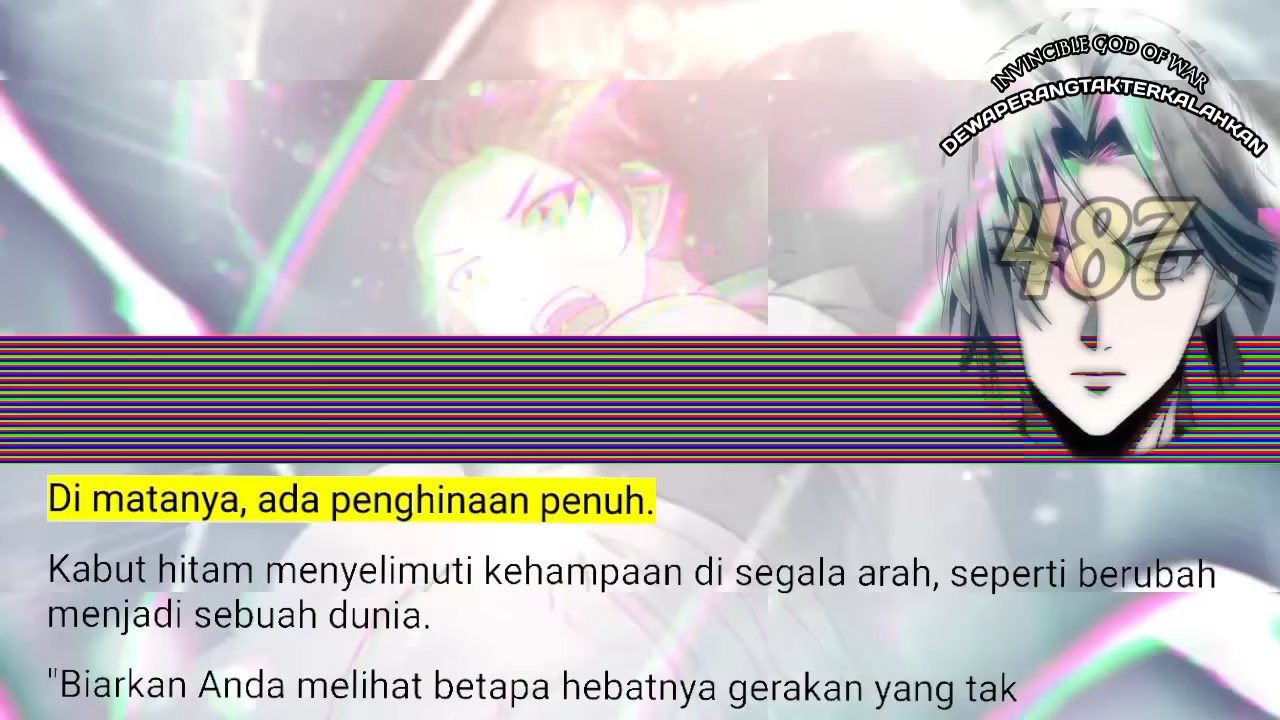 INVINCIBLE GOD OF WAR
DEWAPERANGTAKTERKALAHKAN
487
Di matanya, ada penghinaan penuh.
Kabut hitam menyelimuti kehampaan di segala arah, seperti berubah
menjadi sebuah dunia.
"Biarkan Anda melihat betapa hebatnya gerakan yang tak